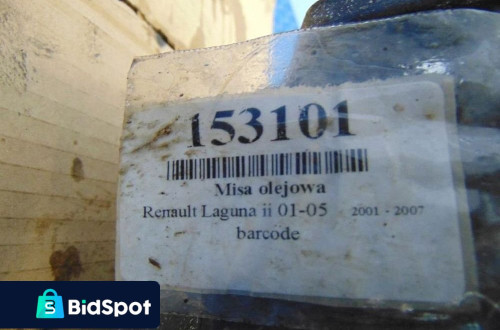 153101
Misa olejowa
Renault Laguna ii 01-05 2001 - 2007
barcode
BidSpot